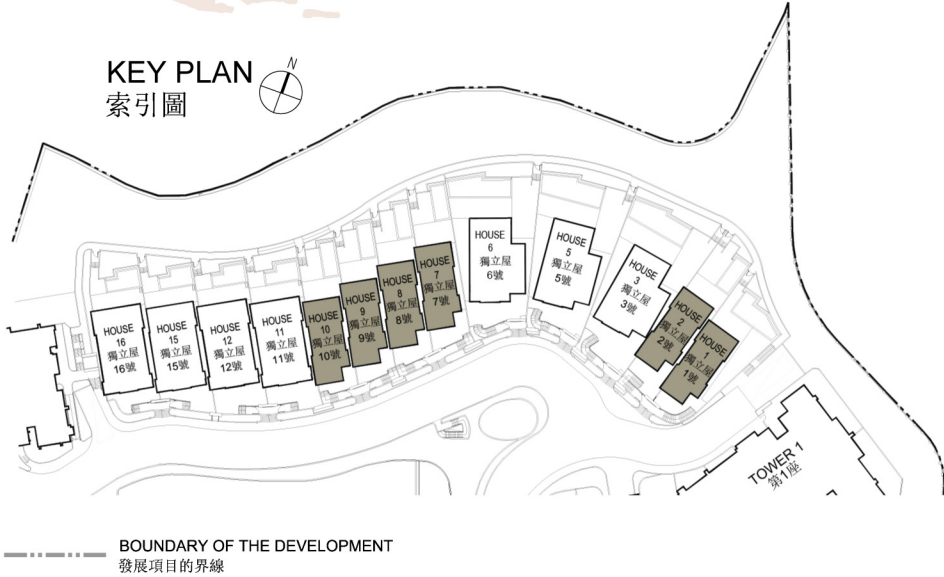 KEY PLAN
索引圖
N
HOUSE
16
獨立屋
16號
HOUSE
15
獨立屋
15號
HOUSE
12
獨立屋
12號
HOUSE
11
獨立屋
11號
HOUSE
10
獨立屋
10號
HOUSE
9
獨立屋
9號
HOUSE
8
獨立屋
8號
HOUSE
7
獨立屋
7號
HOUSE
6
獨立屋
6號
HOUSE
5
獨立屋
5號
HOUSE
3
獨立屋
3號
HOUSE
2
獨立屋
2號
HOUSE
1
獨立屋
1號
TOWER 1
第1座
BOUNDARY OF THE DEVELOPMENT
發展項目的界線